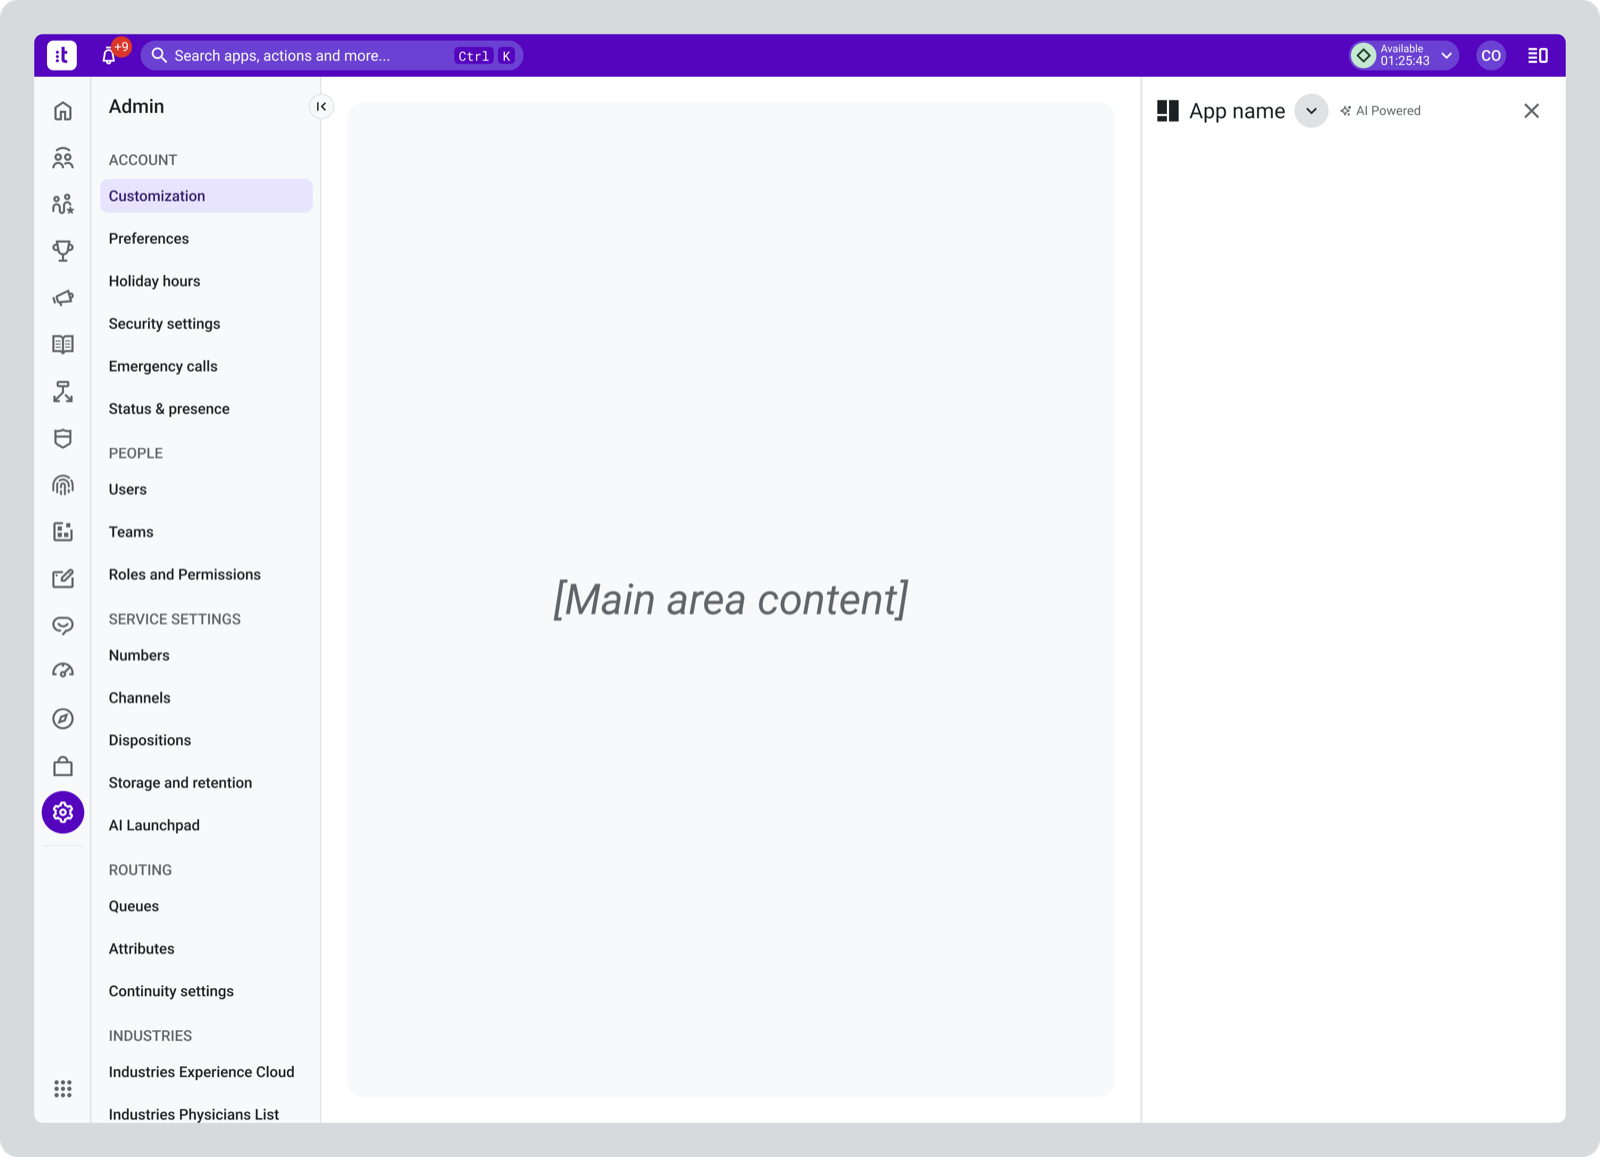 :t
+9
Search apps, actions and more...
Ctrl K
Available
01:25:43
CO
Admin
ACCOUNT
Customization
Preferences
Holiday hours
Security settings
Emergency calls
Status & presence
PEOPLE
Users
Teams
Roles and Permissions
SERVICE SETTINGS
Numbers
Channels
Dispositions
Storage and retention
AI Launchpad
ROUTING
Queues
Attributes
Continuity settings
INDUSTRIES
Industries Experience Cloud
Industries Physicians List
[Main area content]
App name
AI Powered